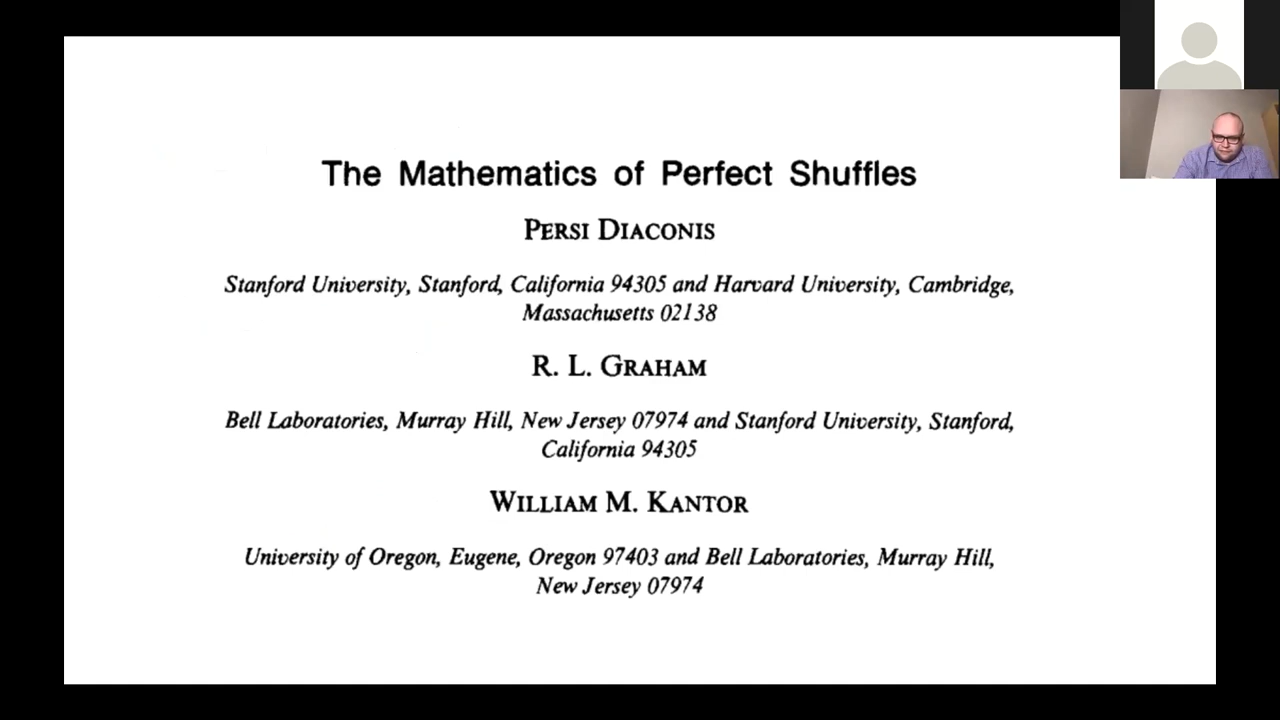 The Mathematics of Perfect Shuffles
PERSI DIACONIS
Stanford University, Stanford, California 94305 and Harvard University, Cambridge,
Massachusetts 02138
R. L. GRAHAM
Bell Laboratories, Murray Hill, New Jersey 07974 and Stanford University, Stanford,
California 94305
WILLIAM M. KANTOR
University of Oregon, Eugene, Oregon 97403 and Bell Laboratories, Murray Hill,
New Jersey 07974